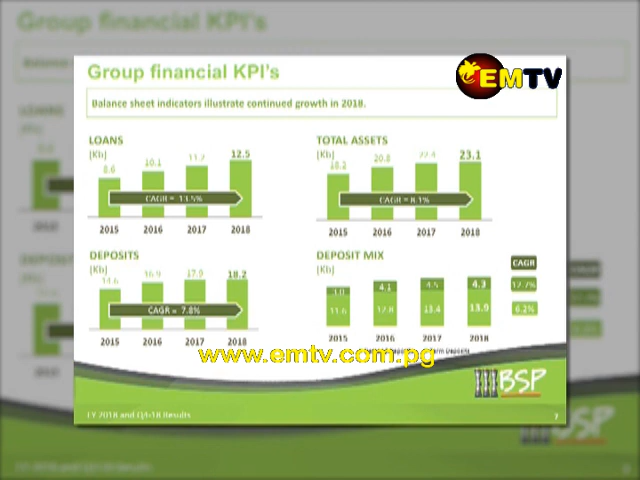 Group financial KPI's
EMTV
Balance sheet indicators illustrate continued growth in 2018.
LOANS
[Kb]
8.6 10.1 11.2 12.5
CAGR = 13.5%
2015 2016 2017 2018
TOTAL ASSETS
[Kb]
18.2 20.8 22.4 23.1
CAGR = 8.1%
2015 2016 2017 2018
DEPOSITS
[Kb]
14.6 16.9 17.9 18.2
CAGR = 7.8%
2015 2016 2017 2018
DEPOSIT MIX
[Kb]
CAGR
3.0 4.1 4.5 4.3 12.7%
11.6 12.8 13.4 13.9 6.2%
2015 2016 2017 2018
Deposits
www.emtv.com.pg
BSP
FY 2018 and Q4-18 Results
7